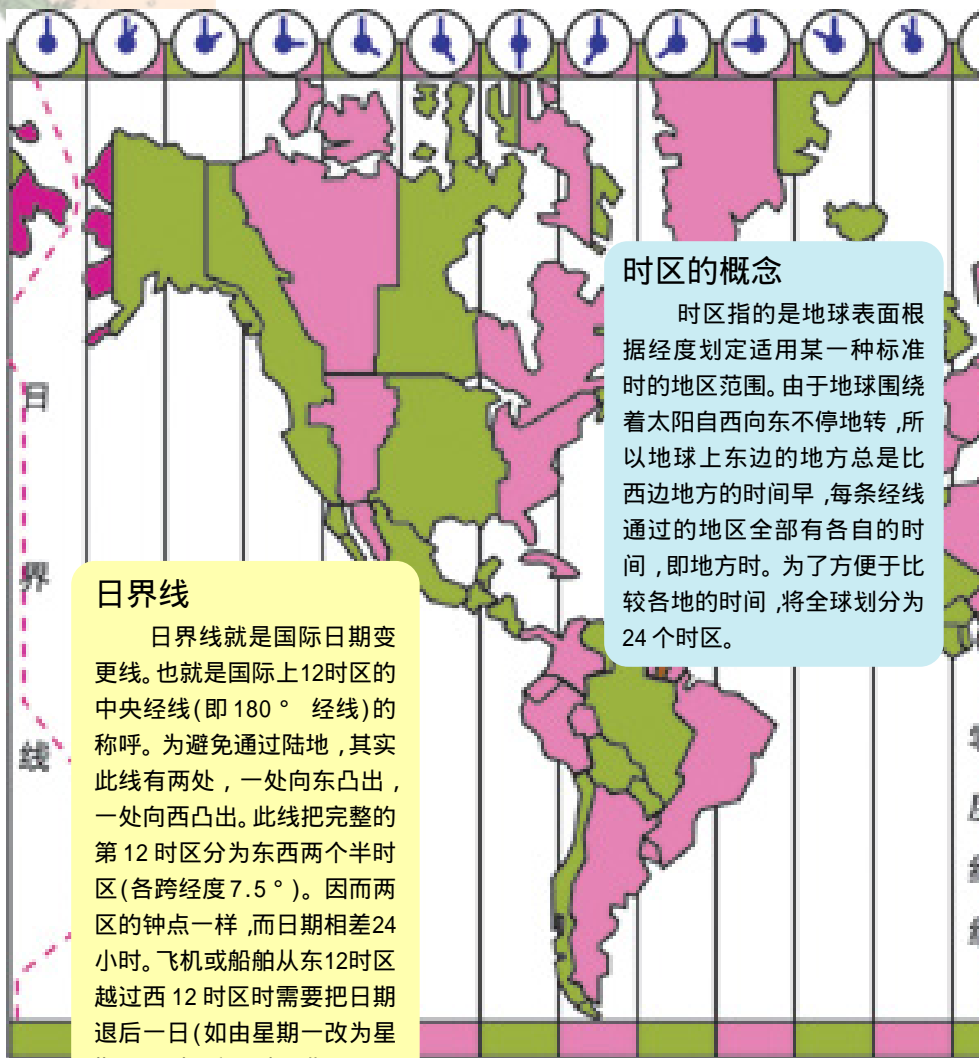 时区的概念
时区指的是地球表面根
据经度划定适用某一种标准
时的地区范围。由于地球围绕
着太阳自西向东不停地转,所
以地球上东边的地方总是比
西边地方的时间早,每条经线
通过的地区全部有各自的时
间,即地方时。为了方便于比
较各地的时间,将全球划分为
24个时区。
日
界
线
日界线
日界线就是国际日期变
更线。也就是国际上12时区的
中央经线(即180° 经线)的
称呼。为避免通过陆地,其实
此线有两处,一处向东凸出,
一处向西凸出。此线把完整的
第12时区分为东西两个半时
区(各跨经度7.5°)。因而两
区的钟点一样,而日期相差24
小时。飞机或船舶从东12时区
越过西12时区时需要把日期
退后一日(如由星期一改为星